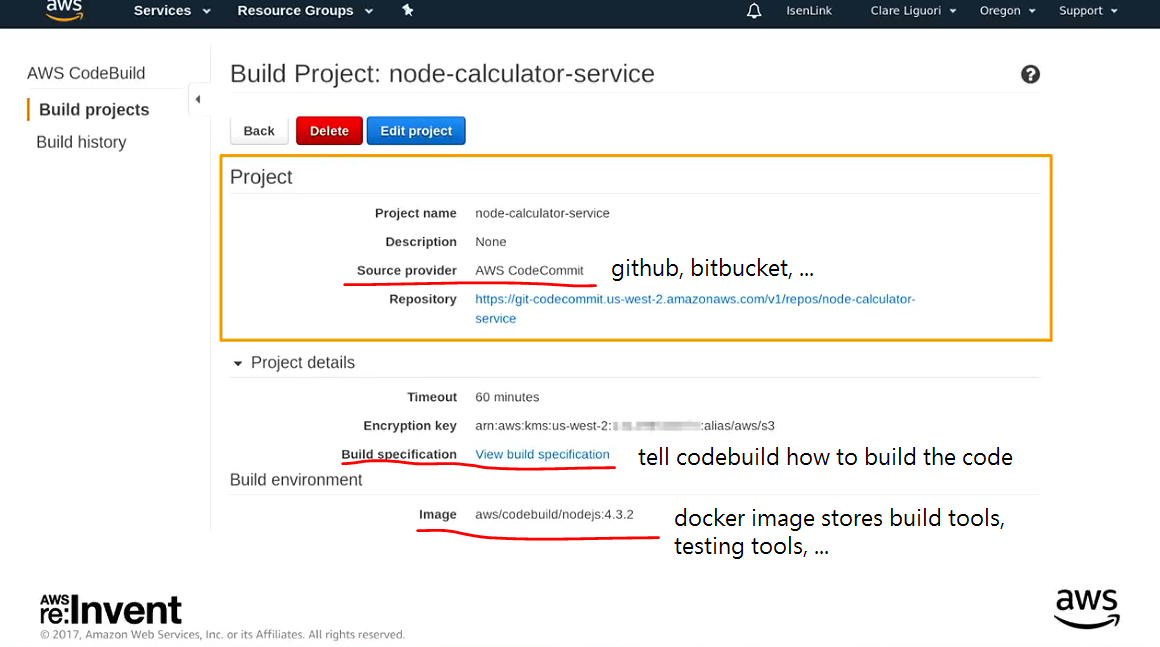 aws Services Resource Groups IsenLink Clare Liguori Oregon Support
AWS CodeBuild
Build projects
Build history
Build Project: node-calculator-service
Back Delete Edit project
Project
Project name node-calculator-service
Description None
Source provider AWS CodeCommit github, bitbucket, ...
Repository https://git-codecommit.us-west-2.amazonaws.com/v1/repos/node-calculator-
service
Project details
Timeout 60 minutes
Encryption key arn:aws:kms:us-west-2: :alias/aws/s3
Build specification View build specification tell codebuild how to build the code
Build environment
Image aws/codebuild/nodejs:4.3.2 docker image stores build tools,
testing tools, ...
AWS
re:Invent
© 2017, Amazon Web Services, Inc. or its Affiliates. All rights reserved.
aws